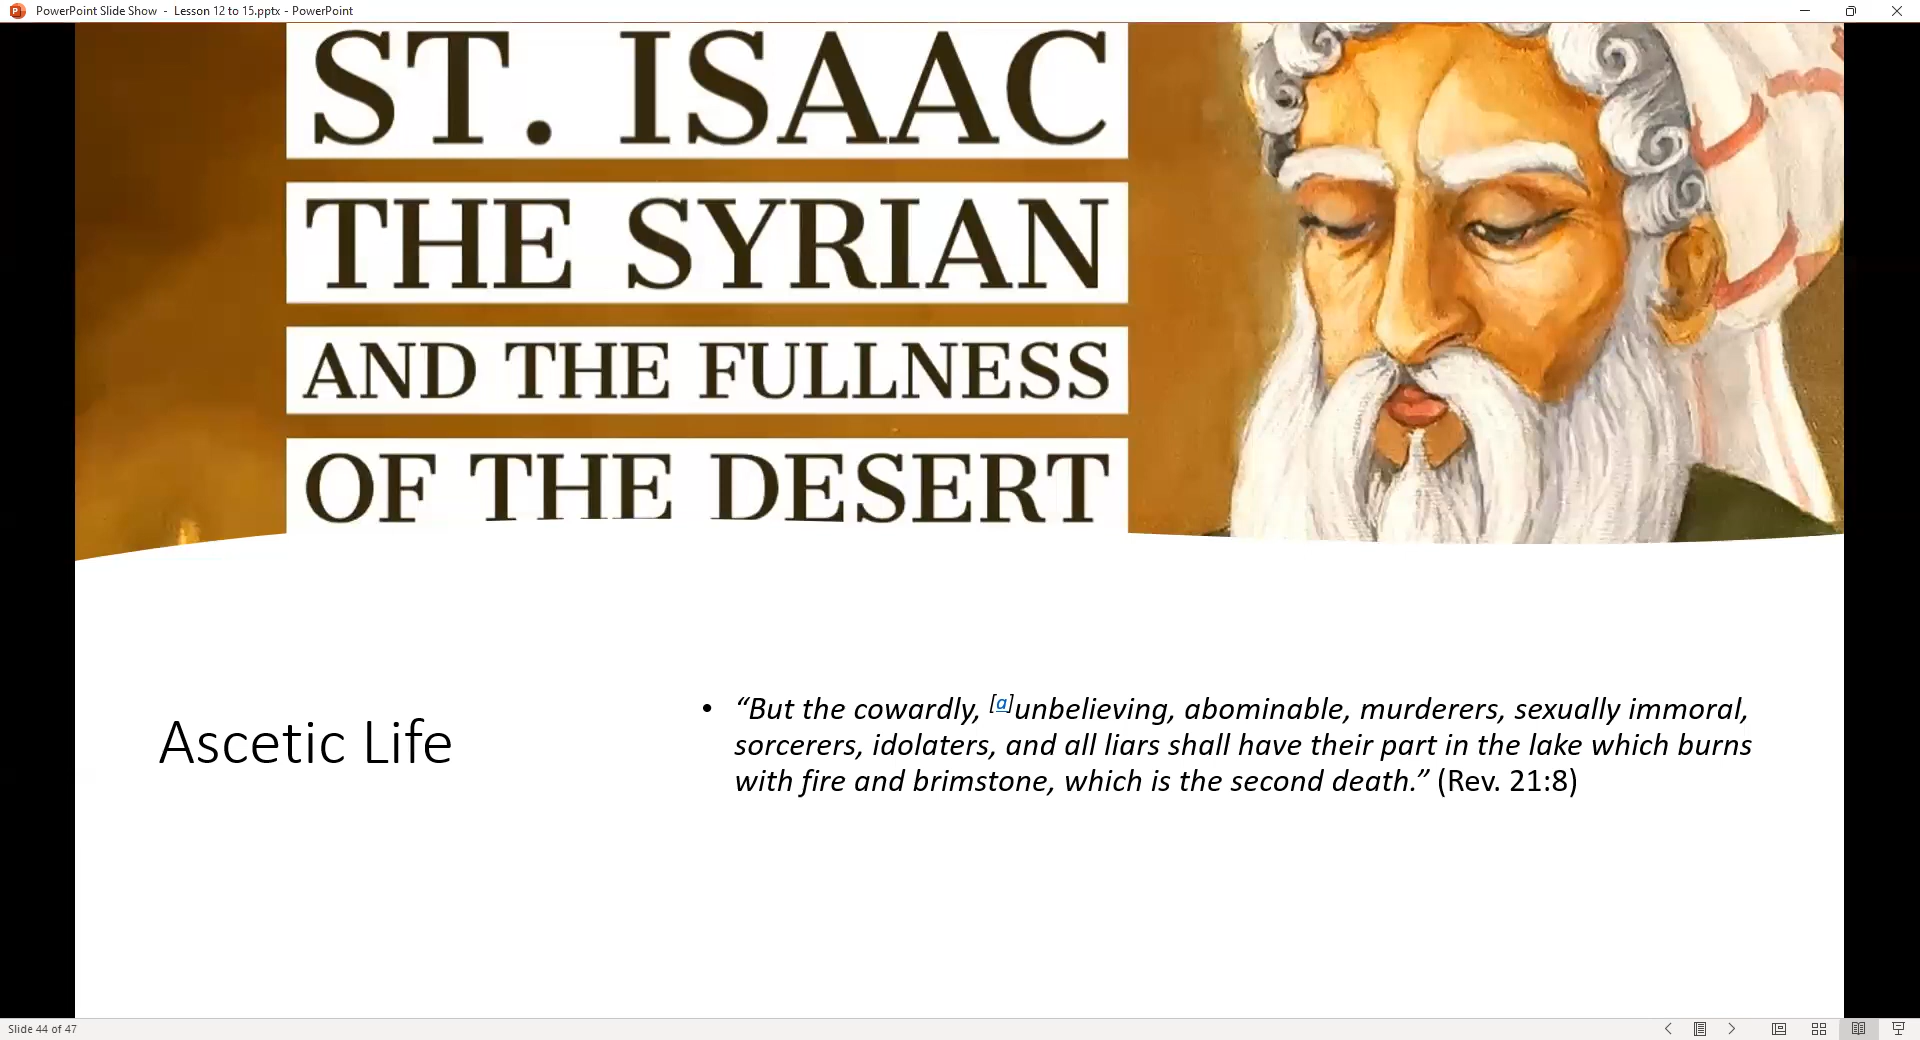 PowerPoint Slide Show - Lesson 12 to 15.pptx - PowerPoint
ST. ISAAC
THE SYRIAN
AND THE FULLNESS
OF THE DESERT
Ascetic Life
• “But the cowardly, [a]unbelieving, abominable, murderers, sexually immoral,
sorcerers, idolaters, and all liars shall have their part in the lake which burns
with fire and brimstone, which is the second death.” (Rev. 21:8)
Slide 44 of 47